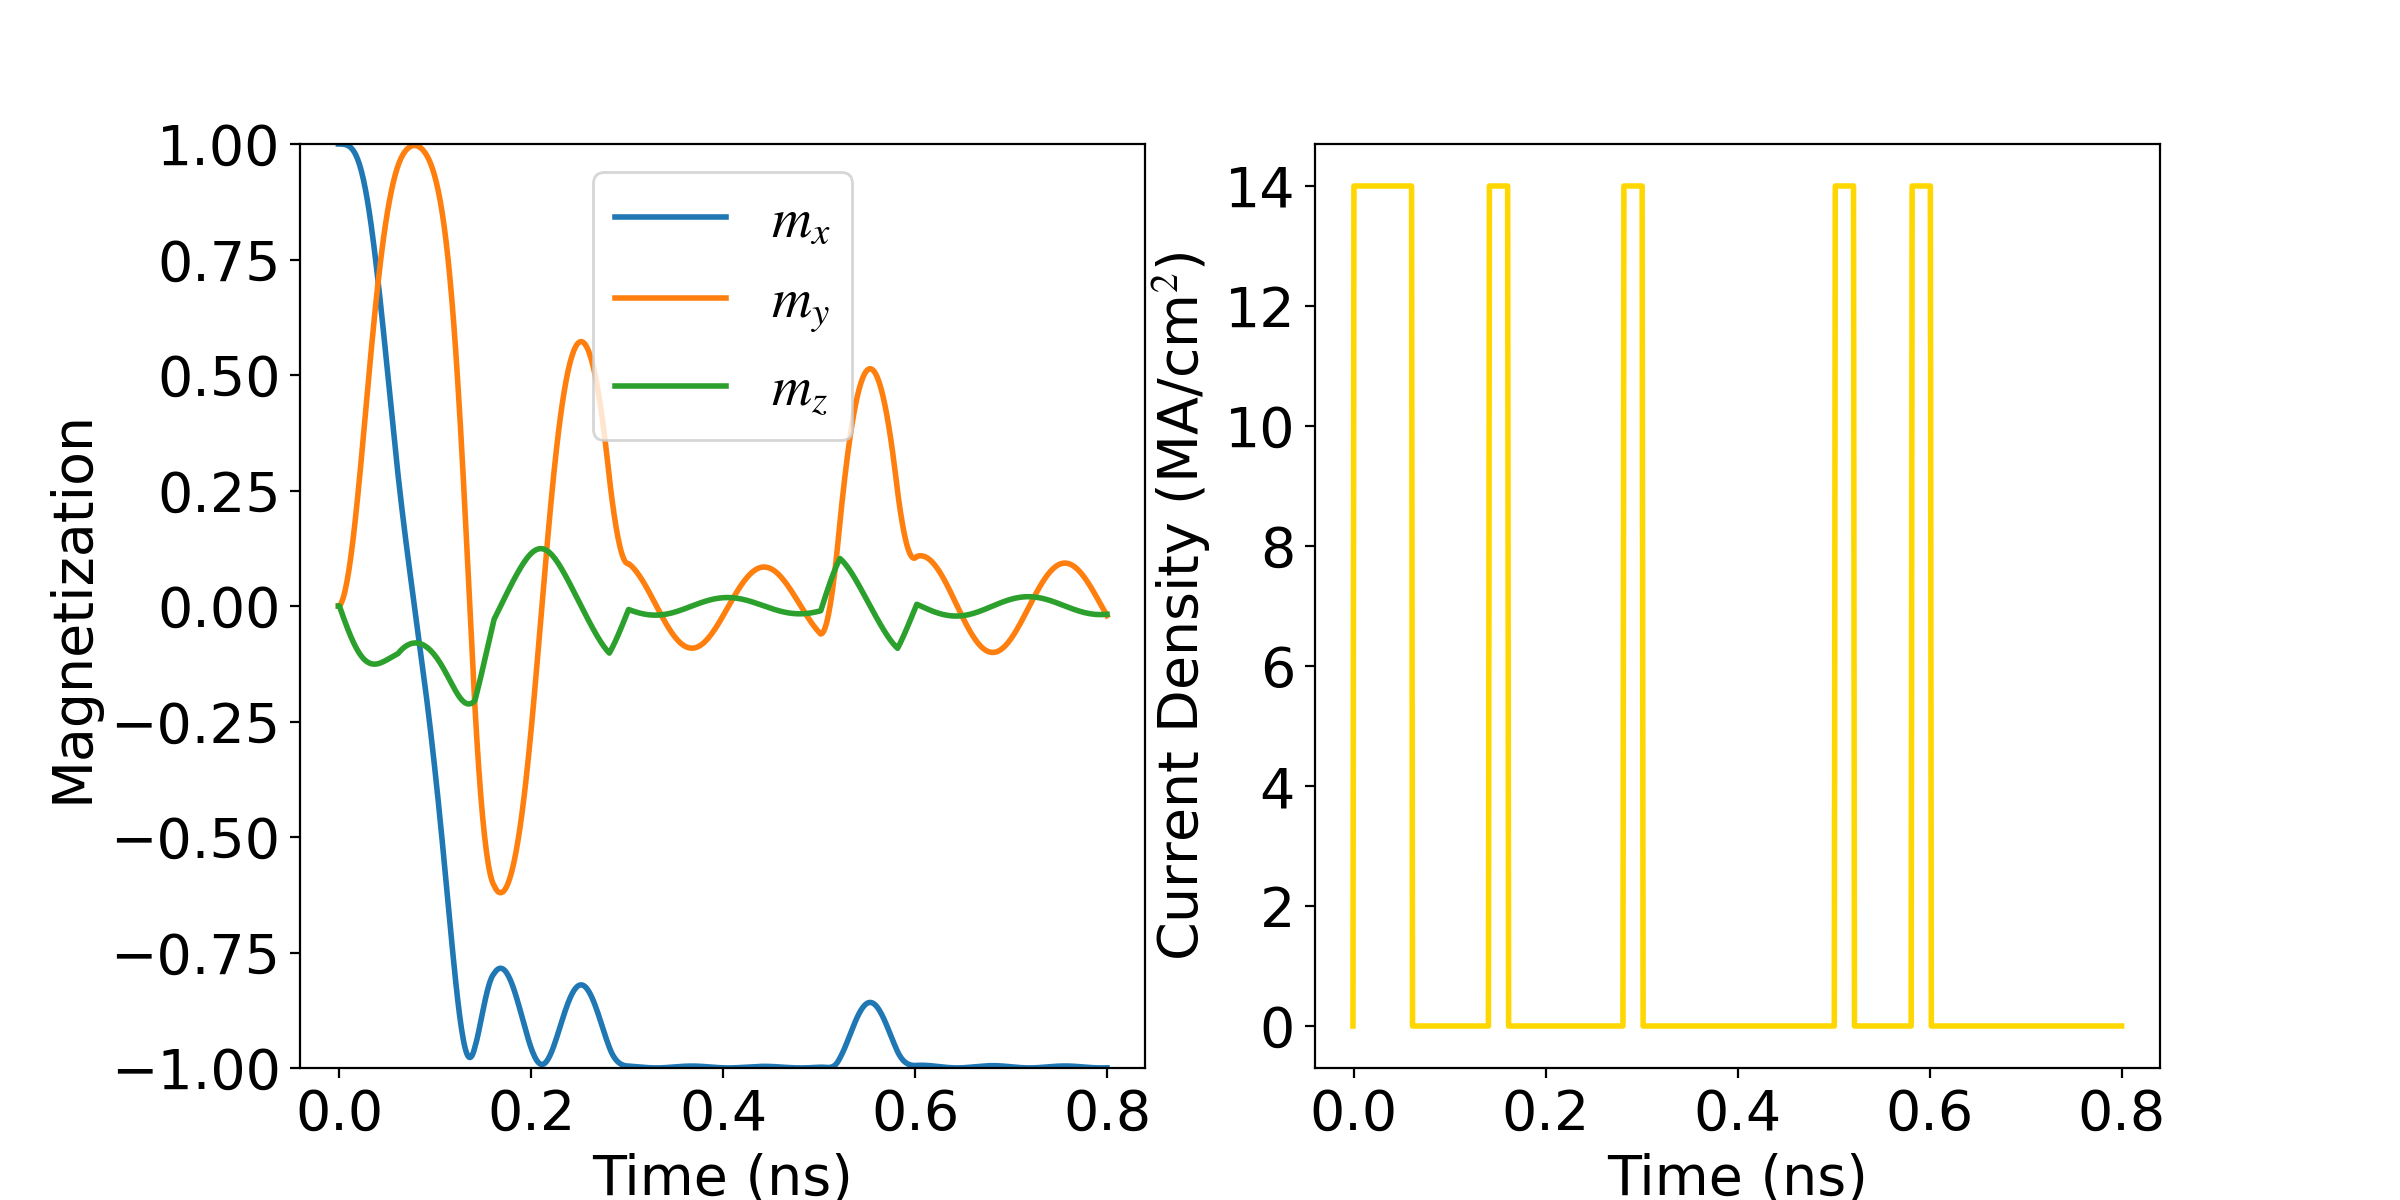 Magnetization
1.00
0.75
0.50
0.25
0.00
−0.25
−0.50
−0.75
−1.00
m_x
m_y
m_z
0.0 0.2 0.4 0.6 0.8
Time (ns)
Current Density (MA/cm²)
14
12
10
8
6
4
2
0
0.0 0.2 0.4 0.6 0.8
Time (ns)